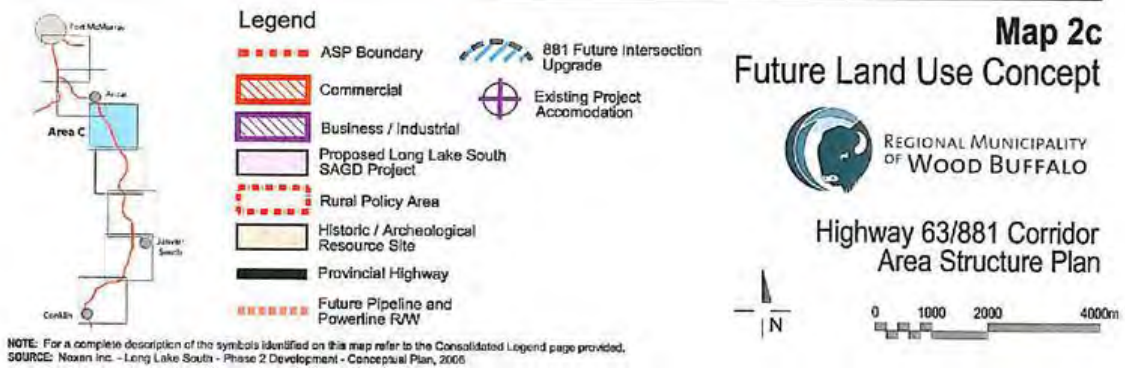 Fort McMurray
Anzac
Area C
Janvier
South
Conklin
Legend
ASP Boundary
Commercial
Business / Industrial
Proposed Long Lake South
SAGD Project
Rural Policy Area
Historic / Archeological
Resource Site
Provincial Highway
Future Pipeline and
Powerline R/W
881 Future Intersection
Upgrade
Existing Project
Accomodation
Map 2c
Future Land Use Concept
REGIONAL MUNICIPALITY
OF WOOD BUFFALO
Highway 63/881 Corridor
Area Structure Plan
N
0 1000 2000 4000m
NOTE: For a complete description of the symbols identified on this map refer to the Consolidated Legend page provided.
SOURCE: Nexen Inc. - Long Lake South - Phase 2 Development - Conceptual Plan, 2006